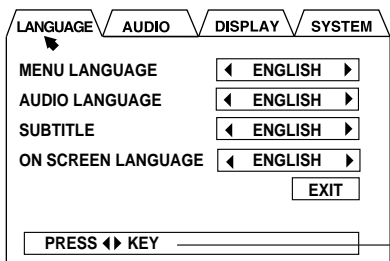 LANGUAGE AUDIO DISPLAY SYSTEM
MENU LANGUAGE ◀ ENGLISH ▶
AUDIO LANGUAGE ◀ ENGLISH ▶
SUBTITLE ◀ ENGLISH ▶
ON SCREEN LANGUAGE ◀ ENGLISH ▶
EXIT
PRESS ◀▶ KEY